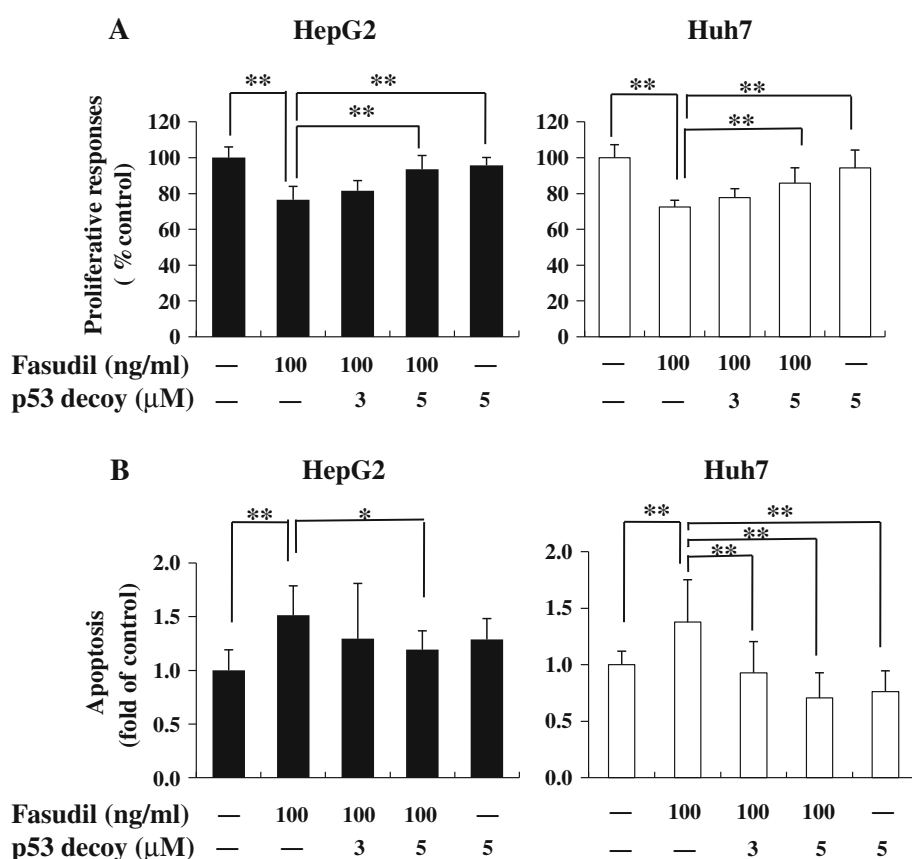 A HepG2 Huh7
** ** ** ** ** **
Proliferative responses
( % control)
120 120
100 100
80 80
60 60
40 40
20 20
0 0
Fasudil (ng/ml) — 100 100 100 — — 100 100 100 —
p53 decoy (μM) — — 3 5 5 — — 3 5 5
B HepG2 Huh7
** * ** ** ** **
Apoptosis
(fold of control)
2.0 2.0
1.5 1.5
1.0 1.0
0.5 0.5
0.0 0.0
Fasudil (ng/ml) — 100 100 100 — — 100 100 100 —
p53 decoy (μM) — — 3 5 5 — — 3 5 5